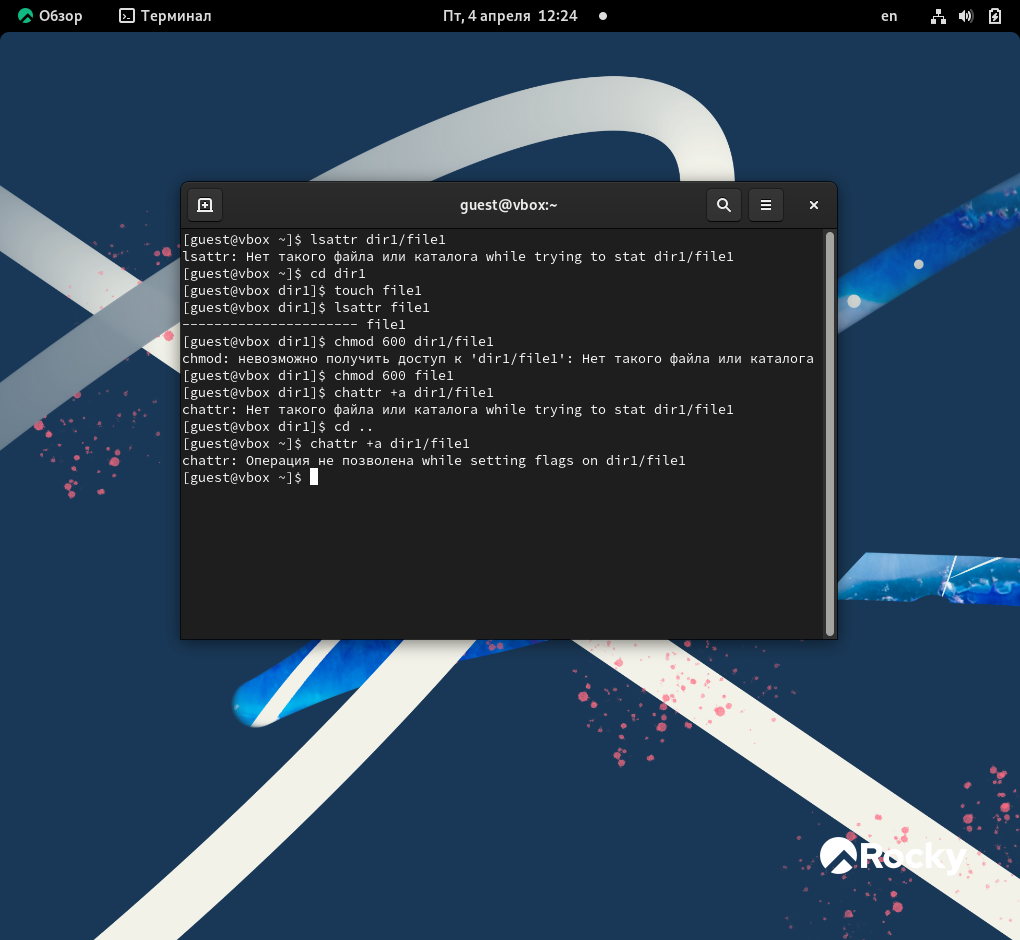 Обзор
Терминал
Пт, 4 апреля 12:24
en
guest@vbox:~
[guest@vbox ~]$ lsattr dir1/file1
lsattr: Нет такого файла или каталога while trying to stat dir1/file1
[guest@vbox ~]$ cd dir1
[guest@vbox dir1]$ touch file1
[guest@vbox dir1]$ lsattr file1
---------------------- file1
[guest@vbox dir1]$ chmod 600 dir1/file1
chmod: невозможно получить доступ к 'dir1/file1': Нет такого файла или каталога
[guest@vbox dir1]$ chmod 600 file1
[guest@vbox dir1]$ chattr +a dir1/file1
chattr: Нет такого файла или каталога while trying to stat dir1/file1
[guest@vbox dir1]$ cd ..
[guest@vbox ~]$ chattr +a dir1/file1
chattr: Операция не позволена while setting flags on dir1/file1
[guest@vbox ~]$
Rocky